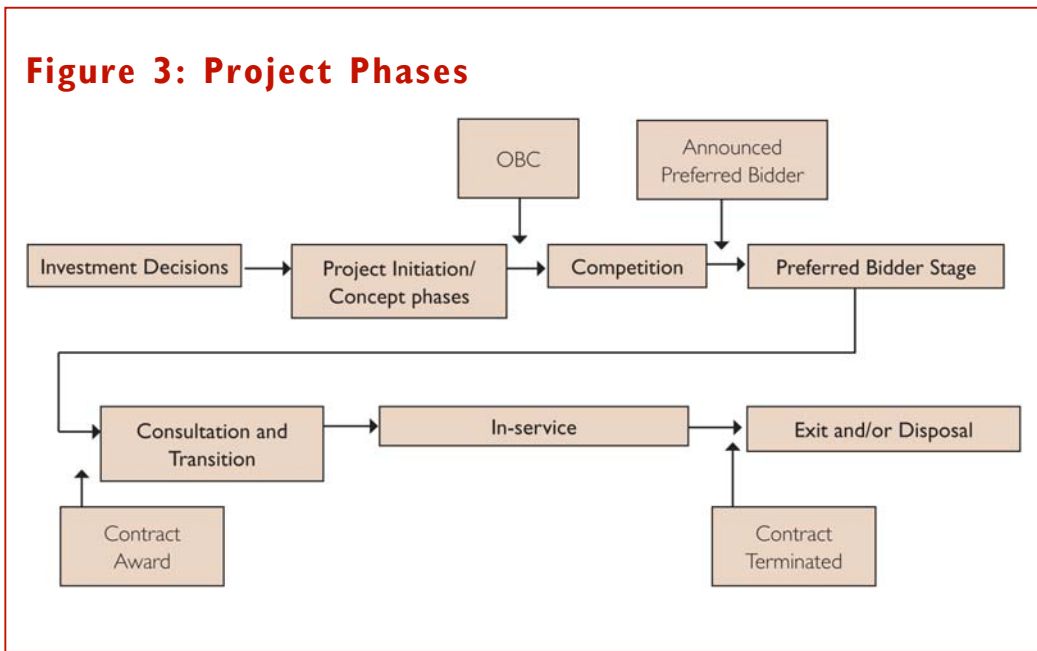 Figure 3: Project Phases
OBC
Announced
Preferred Bidder
Investment Decisions
Project Initiation/
Concept phases
Competition
Preferred Bidder Stage
Consultation and
Transition
In-service
Exit and/or Disposal
Contract
Award
Contract
Terminated